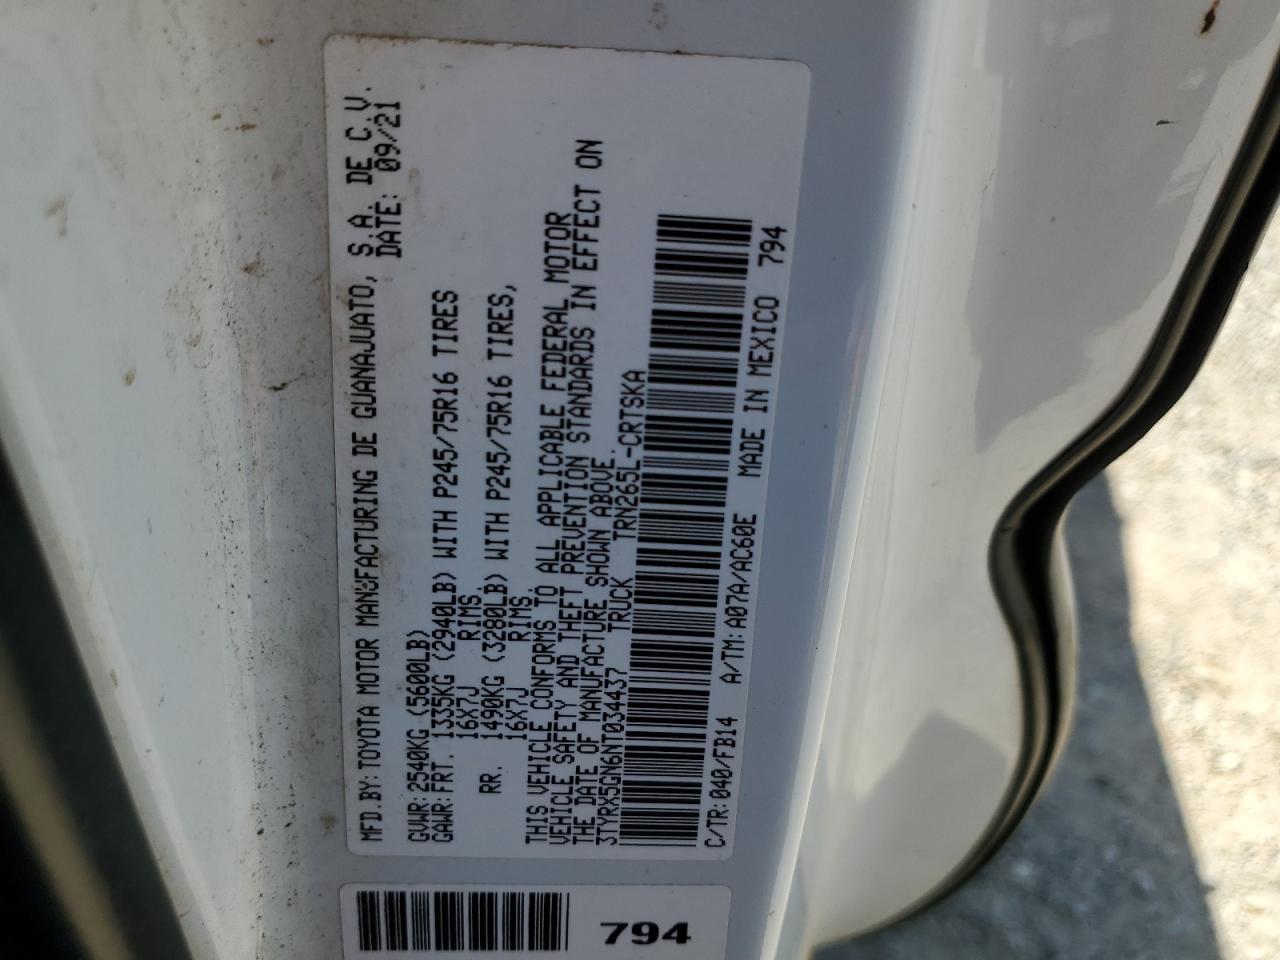 MFD.BY:TOYOTA MOTOR MANUFACTURING DE GUANAJUATO, S.A. DE C.V.
DATE: 09/21
GVWR:2540KG (5600LB)
GAWR:FRT. 1335KG (2940LB) WITH P245/75R16 TIRES
16X7J RIMS,
RR. 1490KG (3280LB) WITH P245/75R16 TIRES,
16X7J RIMS.
THIS VEHICLE CONFORMS TO ALL APPLICABLE FEDERAL MOTOR
VEHICLE SAFETY AND THEFT PREVENTION STANDARDS IN EFFECT ON
THE DATE OF MANUFACTURE SHOWN ABOVE.
3TYRX5GN6NT034437 TRUCK TRN265L-CRTSKA
C/TR:040/FB14 A/TM:A07A/AC60E MADE IN MEXICO 794
794